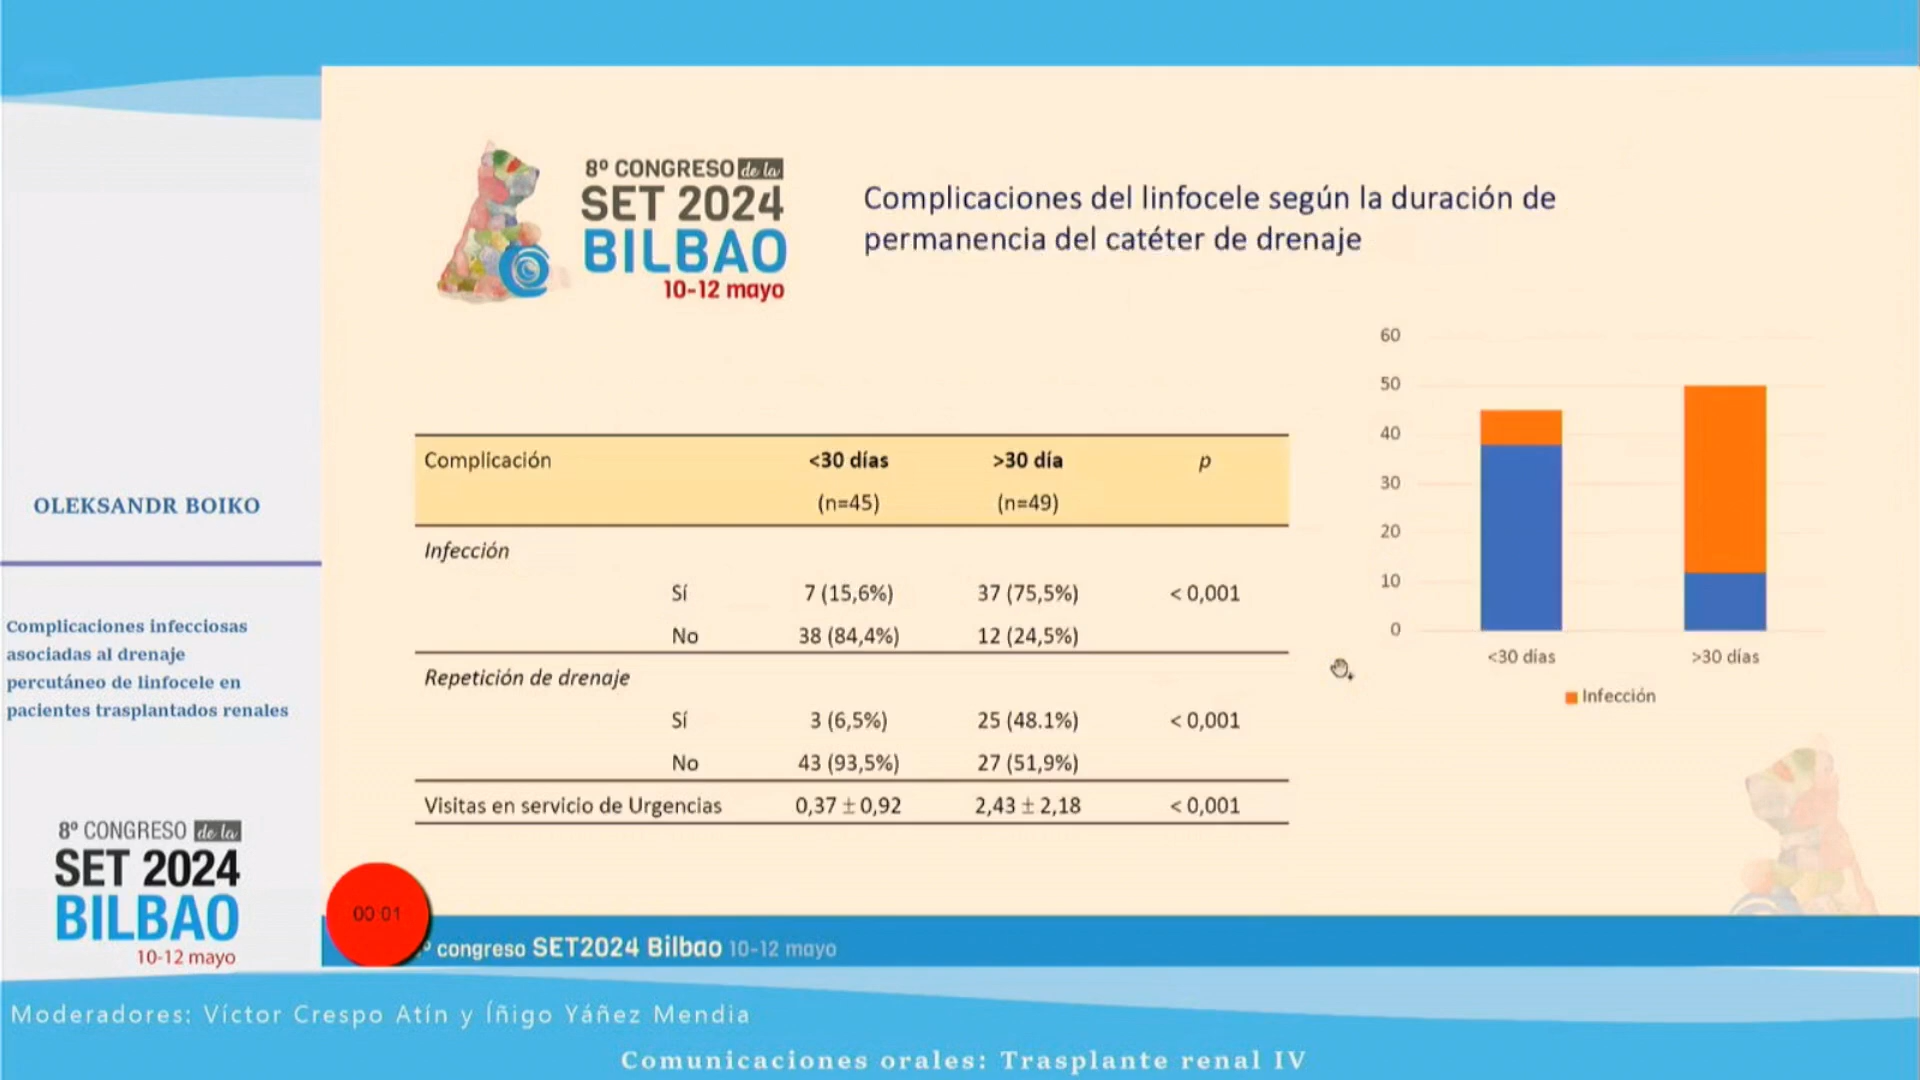 8º CONGRESO de la
SET 2024
BILBAO
10-12 mayo
Complicaciones del linfocele según la duración de
permanencia del catéter de drenaje
OLEKSANDR BOIKO
Complicaciones infecciosas
asociadas al drenaje
percutáneo de linfocele en
pacientes trasplantados renales
8º CONGRESO de la
SET 2024
BILBAO
10-12 mayo
Complicación <30 días >30 día p
(n=45) (n=49)
Infección
Sí 7 (15,6%) 37 (75,5%) < 0,001
No 38 (84,4%) 12 (24,5%)
Repetición de drenaje
Sí 3 (6,5%) 25 (48.1%) < 0,001
No 43 (93,5%) 27 (51,9%)
Visitas en servicio de Urgencias 0,37 ± 0,92 2,43 ± 2,18 < 0,001
60
50
40
30
20
10
0
<30 días >30 días
Infección
00:01
º congreso SET2024 Bilbao 10-12 mayo
Moderadores: Víctor Crespo Atín y Íñigo Yáñez Mendia
Comunicaciones orales: Trasplante renal IV